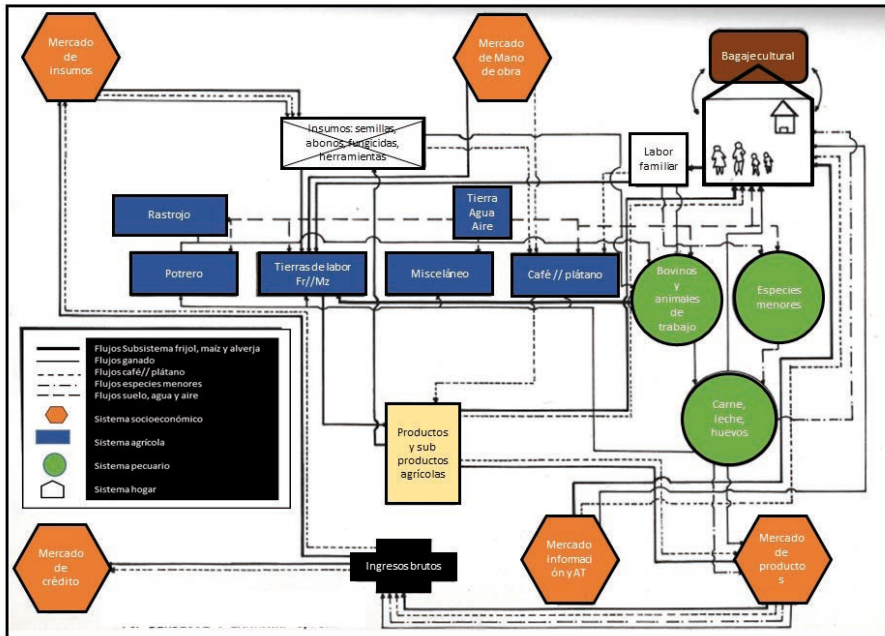 Mercado
de
insumos
Mercado
de Mano
de obra
Bagaje cultural
Insumos: semillas,
abonos, fungicidas,
herramientas
Labor
familiar
Rastrojo
Tierra
Agua
Aire
Potrero
Tierras de labor
Fr//Mz
Misceláneo
Café // plátano
Bovinos
y
animales
de
trabajo
Especies
menores
Flujos Subsistema frijol, maíz y alverja
Flujos ganado
Flujos café// plátano
Flujos especies menores
Flujos suelo, agua y aire
Sistema socioeconómico
Sistema agrícola
Sistema pecuario
Sistema hogar
Productos
y sub
productos
agrícolas
Carne,
leche,
huevos
Mercado
de
crédito
Ingresos brutos
Mercado
informaci
ón y AT
Mercado
de
producto
s